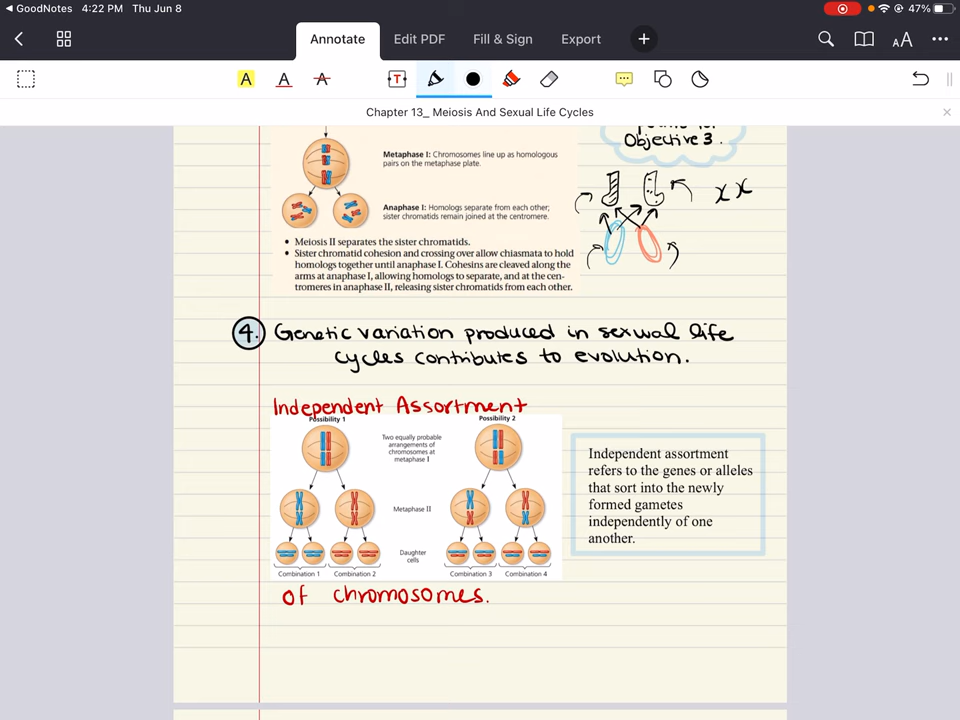 GoodNotes 4:22 PM Thu Jun 8 47%
Annotate Edit PDF Fill & Sign Export
AA
A A A T
Chapter 13_ Meiosis And Sexual Life Cycles
Objective 3.
Metaphase I: Chromosomes line up as homologous
pairs on the metaphase plate.
Anaphase I: Homologs separate from each other;
sister chromatids remain joined at the centromere.
XX
• Meiosis II separates the sister chromatids.
• Sister chromatid cohesion and crossing over allow chiasmata to hold
homologs together until anaphase I. Cohesins are cleaved along the
arms at anaphase I, allowing homologs to separate, and at the cen-
tromeres in anaphase II, releasing sister chromatids from each other.
4. Genetic variation produced in sexual life
cycles contributes to evolution.
Independent Assortment
Possibility 1
Possibility 2
Two equally probable
arrangements of
chromosomes at
metaphase I
Metaphase II
Daughter
cells
Combination 1 Combination 2 Combination 3 Combination 4
of chromosomes.
Independent assortment
refers to the genes or alleles
that sort into the newly
formed gametes
independently of one
another.